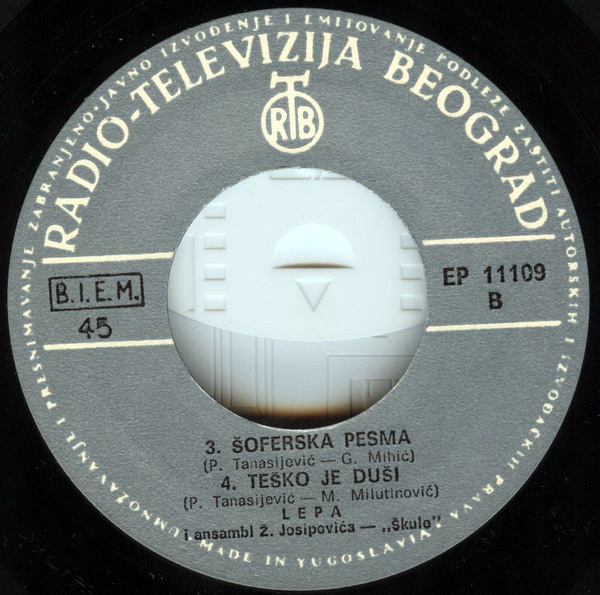 UMNOŽAVANJE I PRESNIMAVANJE ZABRANJENO·JAVNO IZVOĐENJE I EMITOVANJE PODLEŽE ZAŠTITI AUTORSKIH I IZVOĐAČKIH PRAVA
RADIO-TELEVIZIJA BEOGRAD
RTB
B.I.E.M.
45
EP 11109
B
3. ŠOFERSKA PESMA
(P. Tanasijević — G. Mihić)
4. TEŠKO JE DUŠI
(P. Tanasijević — M. Milutinović)
LEPA
i ansambl Ž. Josipovića — „Škule"
MADE IN YUGOSLAVIA